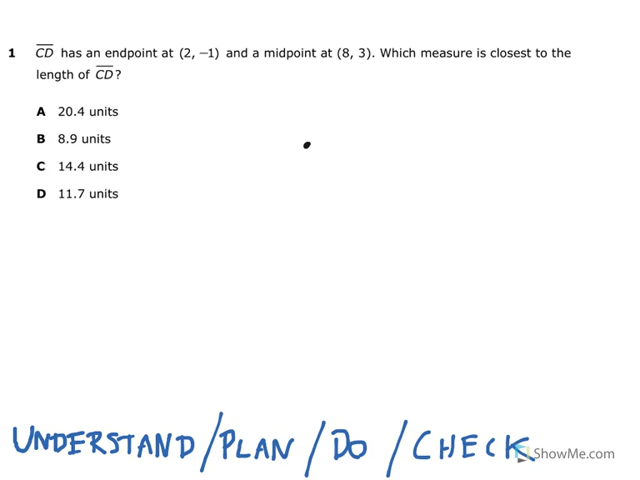 1 CD has an endpoint at (2, −1) and a midpoint at (8, 3). Which measure is closest to the
length of CD?
A 20.4 units
B 8.9 units
C 14.4 units
D 11.7 units
UNDERSTAND/PLAN/DO/CHECK
ShowMe.com